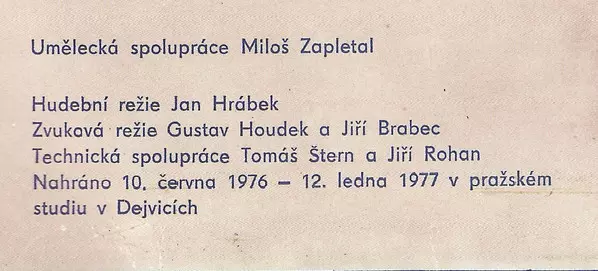 Umělecká spolupráce Miloš Zapletal
Hudební režie Jan Hrábek
Zvuková režie Gustav Houdek a Jiří Brabec
Technická spolupráce Tomáš Štern a Jiří Rohan
Nahráno 10. června 1976 – 12. ledna 1977 v pražském
studiu v Dejvicích